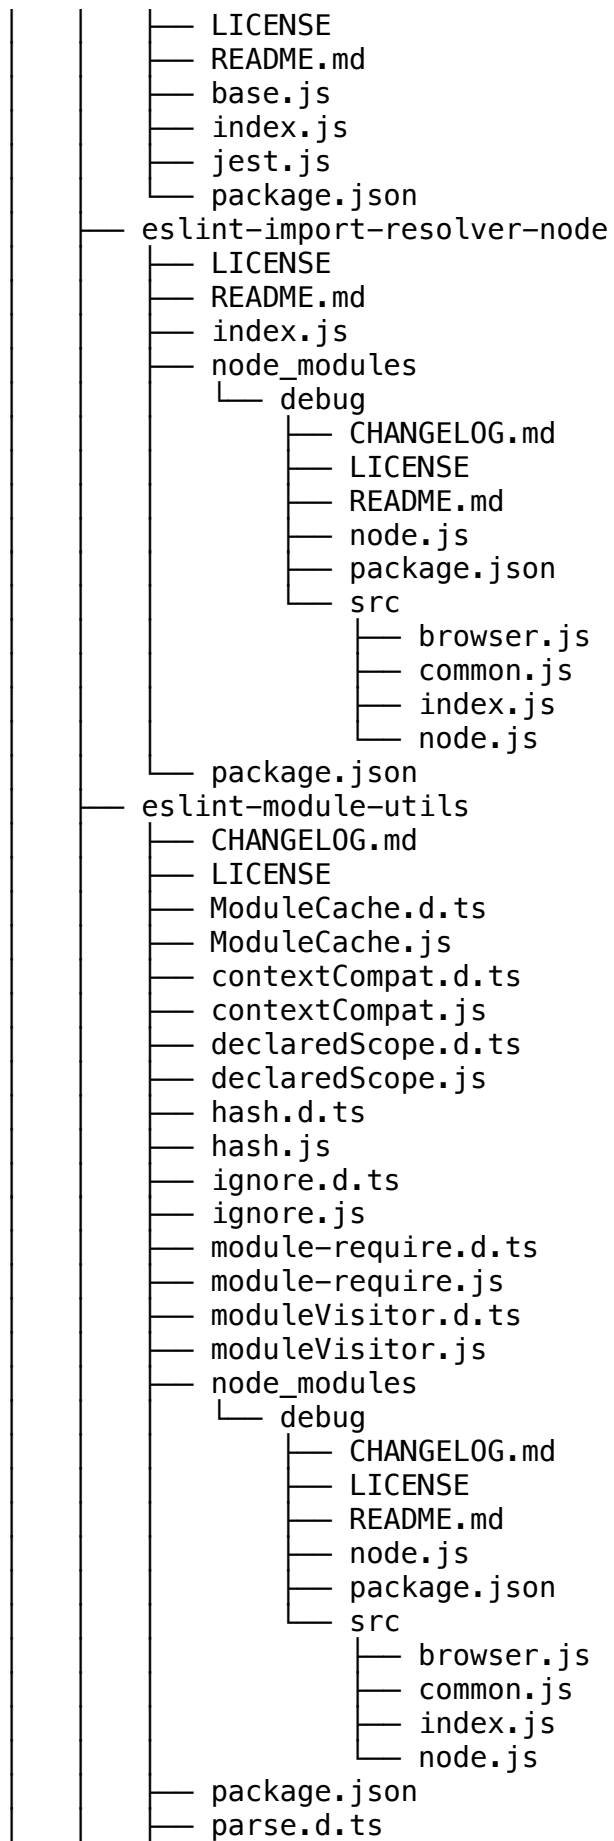 │   │   ├── LICENSE
│   │   ├── README.md
│   │   ├── base.js
│   │   ├── index.js
│   │   ├── jest.js
│   │   └── package.json
│   ├── eslint-import-resolver-node
│   │   ├── LICENSE
│   │   ├── README.md
│   │   ├── index.js
│   │   ├── node_modules
│   │   │   └── debug
│   │   │       ├── CHANGELOG.md
│   │   │       ├── LICENSE
│   │   │       ├── README.md
│   │   │       ├── node.js
│   │   │       ├── package.json
│   │   │       └── src
│   │   │           ├── browser.js
│   │   │           ├── common.js
│   │   │           ├── index.js
│   │   │           └── node.js
│   │   └── package.json
│   ├── eslint-module-utils
│   │   ├── CHANGELOG.md
│   │   ├── LICENSE
│   │   ├── ModuleCache.d.ts
│   │   ├── ModuleCache.js
│   │   ├── contextCompat.d.ts
│   │   ├── contextCompat.js
│   │   ├── declaredScope.d.ts
│   │   ├── declaredScope.js
│   │   ├── hash.d.ts
│   │   ├── hash.js
│   │   ├── ignore.d.ts
│   │   ├── ignore.js
│   │   ├── module-require.d.ts
│   │   ├── module-require.js
│   │   ├── moduleVisitor.d.ts
│   │   ├── moduleVisitor.js
│   │   ├── node_modules
│   │   │   └── debug
│   │   │       ├── CHANGELOG.md
│   │   │       ├── LICENSE
│   │   │       ├── README.md
│   │   │       ├── node.js
│   │   │       ├── package.json
│   │   │       └── src
│   │   │           ├── browser.js
│   │   │           ├── common.js
│   │   │           ├── index.js
│   │   │           └── node.js
│   │   ├── package.json
│   │   ├── parse.d.ts